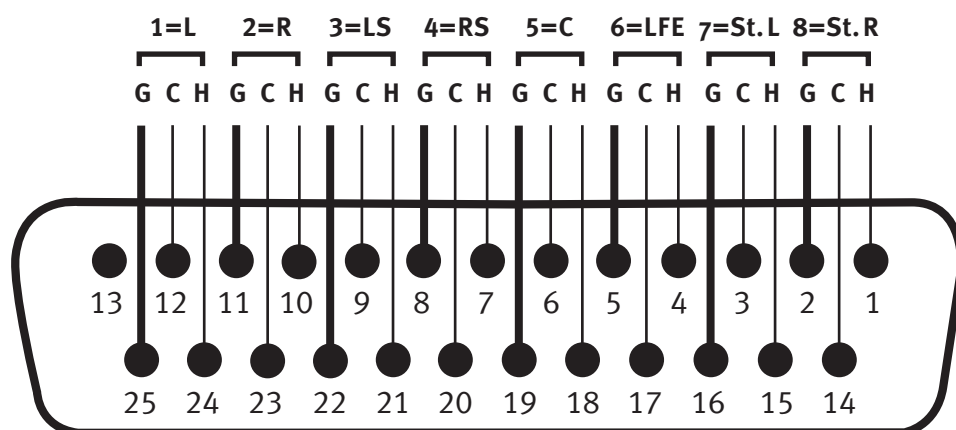 1=L 2=R 3=LS 4=RS 5=C 6=LFE 7=St.L 8=St.R
G C H G C H G C H G C H G C H G C H G C H G C H
13 12 11 10 9 8 7 6 5 4 3 2 1
25 24 23 22 21 20 19 18 17 16 15 14